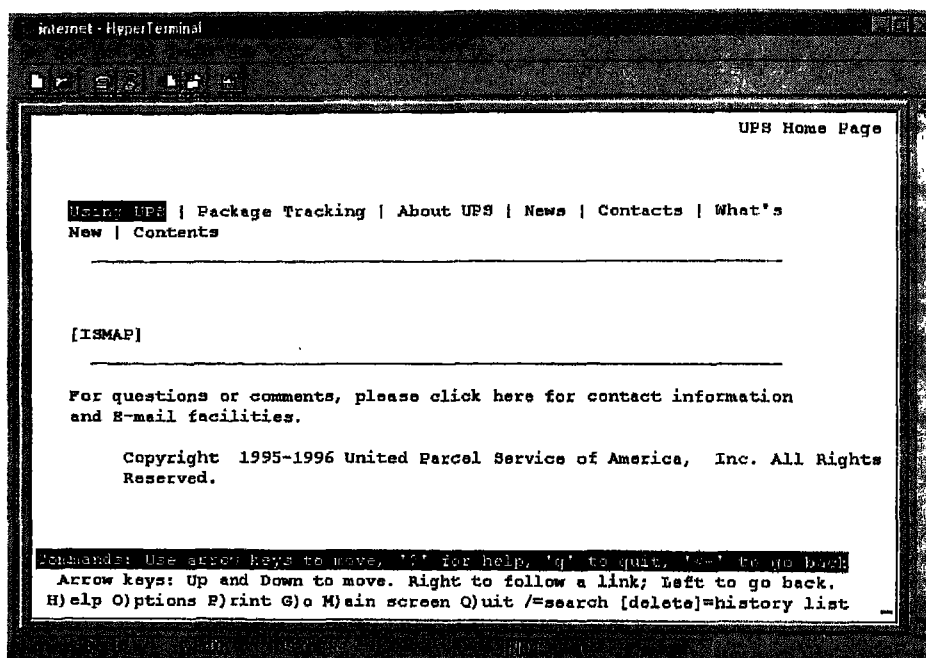 internet - HyperTerminal
UPS Home Page
Using UPS | Package Tracking | About UPS | News | Contacts | What's
New | Contents
[ISMAP]
For questions or comments, please click here for contact information
and E-mail facilities.
Copyright 1995-1996 United Parcel Service of America, Inc. All Rights
Reserved.
Commands: Use arrow keys to move, '?' for help, 'q' to quit, '<-' to go back
Arrow keys: Up and Down to move. Right to follow a link; Left to go back.
H)elp O)ptions P)rint G)o M)ain screen Q)uit /=search [delete]=history list